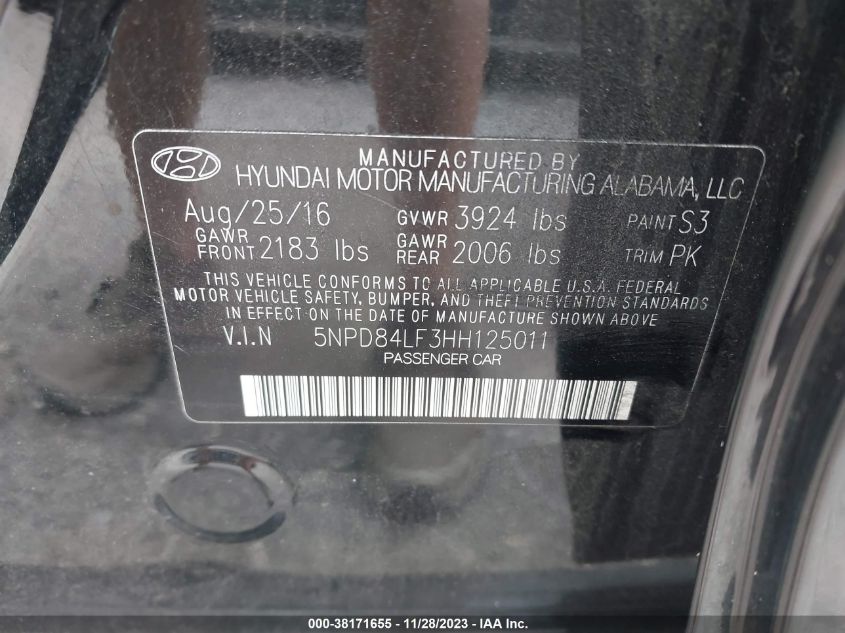 MANUFACTURED BY
HYUNDAI MOTOR MANUFACTURING ALABAMA, LLC
Aug/25/16 GVWR 3924 lbs PAINT S3
GAWR FRONT 2183 lbs GAWR REAR 2006 lbs TRIM PK
THIS VEHICLE CONFORMS TO ALL APPLICABLE U.S.A. FEDERAL
MOTOR VEHICLE SAFETY, BUMPER, AND THEFT PREVENTION STANDARDS
IN EFFECT ON THE DATE OF MANUFACTURE SHOWN ABOVE
V.I.N 5NPD84LF3HH125011
PASSENGER CAR
000-38171655 - 11/28/2023 - IAA Inc.